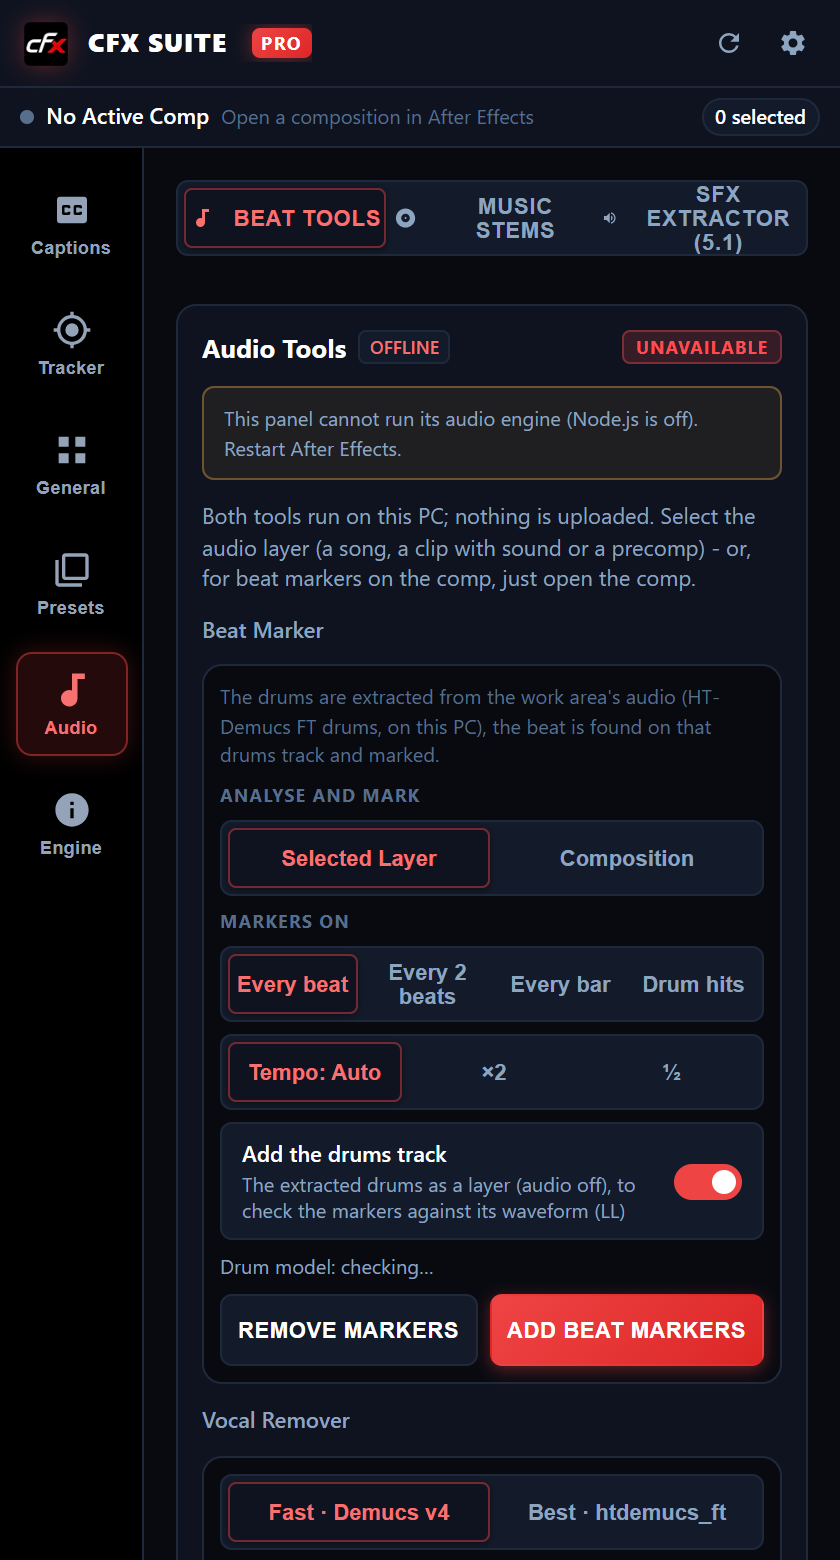 cfx CFX SUITE PRO
No Active Comp Open a composition in After Effects 0 selected
CC
Captions
Tracker
General
Presets
Audio
Engine
BEAT TOOLS
MUSIC
STEMS
SFX
EXTRACTOR
(5.1)
Audio Tools OFFLINE UNAVAILABLE
This panel cannot run its audio engine (Node.js is off).
Restart After Effects.
Both tools run on this PC; nothing is uploaded. Select the
audio layer (a song, a clip with sound or a precomp) - or,
for beat markers on the comp, just open the comp.
Beat Marker
The drums are extracted from the work area's audio (HT-
Demucs FT drums, on this PC), the beat is found on that
drums track and marked.
ANALYSE AND MARK
Selected Layer Composition
MARKERS ON
Every beat
Every 2
beats
Every bar Drum hits
Tempo: Auto ×2 ½
Add the drums track
The extracted drums as a layer (audio off), to
check the markers against its waveform (LL)
Drum model: checking...
REMOVE MARKERS ADD BEAT MARKERS
Vocal Remover
Fast · Demucs v4 Best · htdemucs_ft